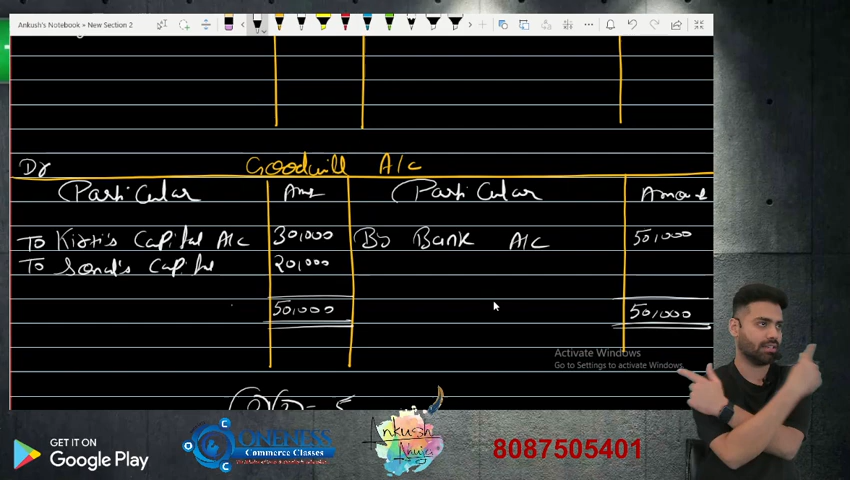 Ankush's Notebook » New Section 2
Dr Goodwill A/c
Particular Amt Particular Amount
To Kirti's Capital A/c 30,000 By Bank A/c 50,000
To Sonal's Capital 20,000
50,000 50,000
Activate Windows
Go to Settings to activate Windows.
GET IT ON
Google Play
ONENESS
Commerce Classes
Ankush
Ahuja
8087505401